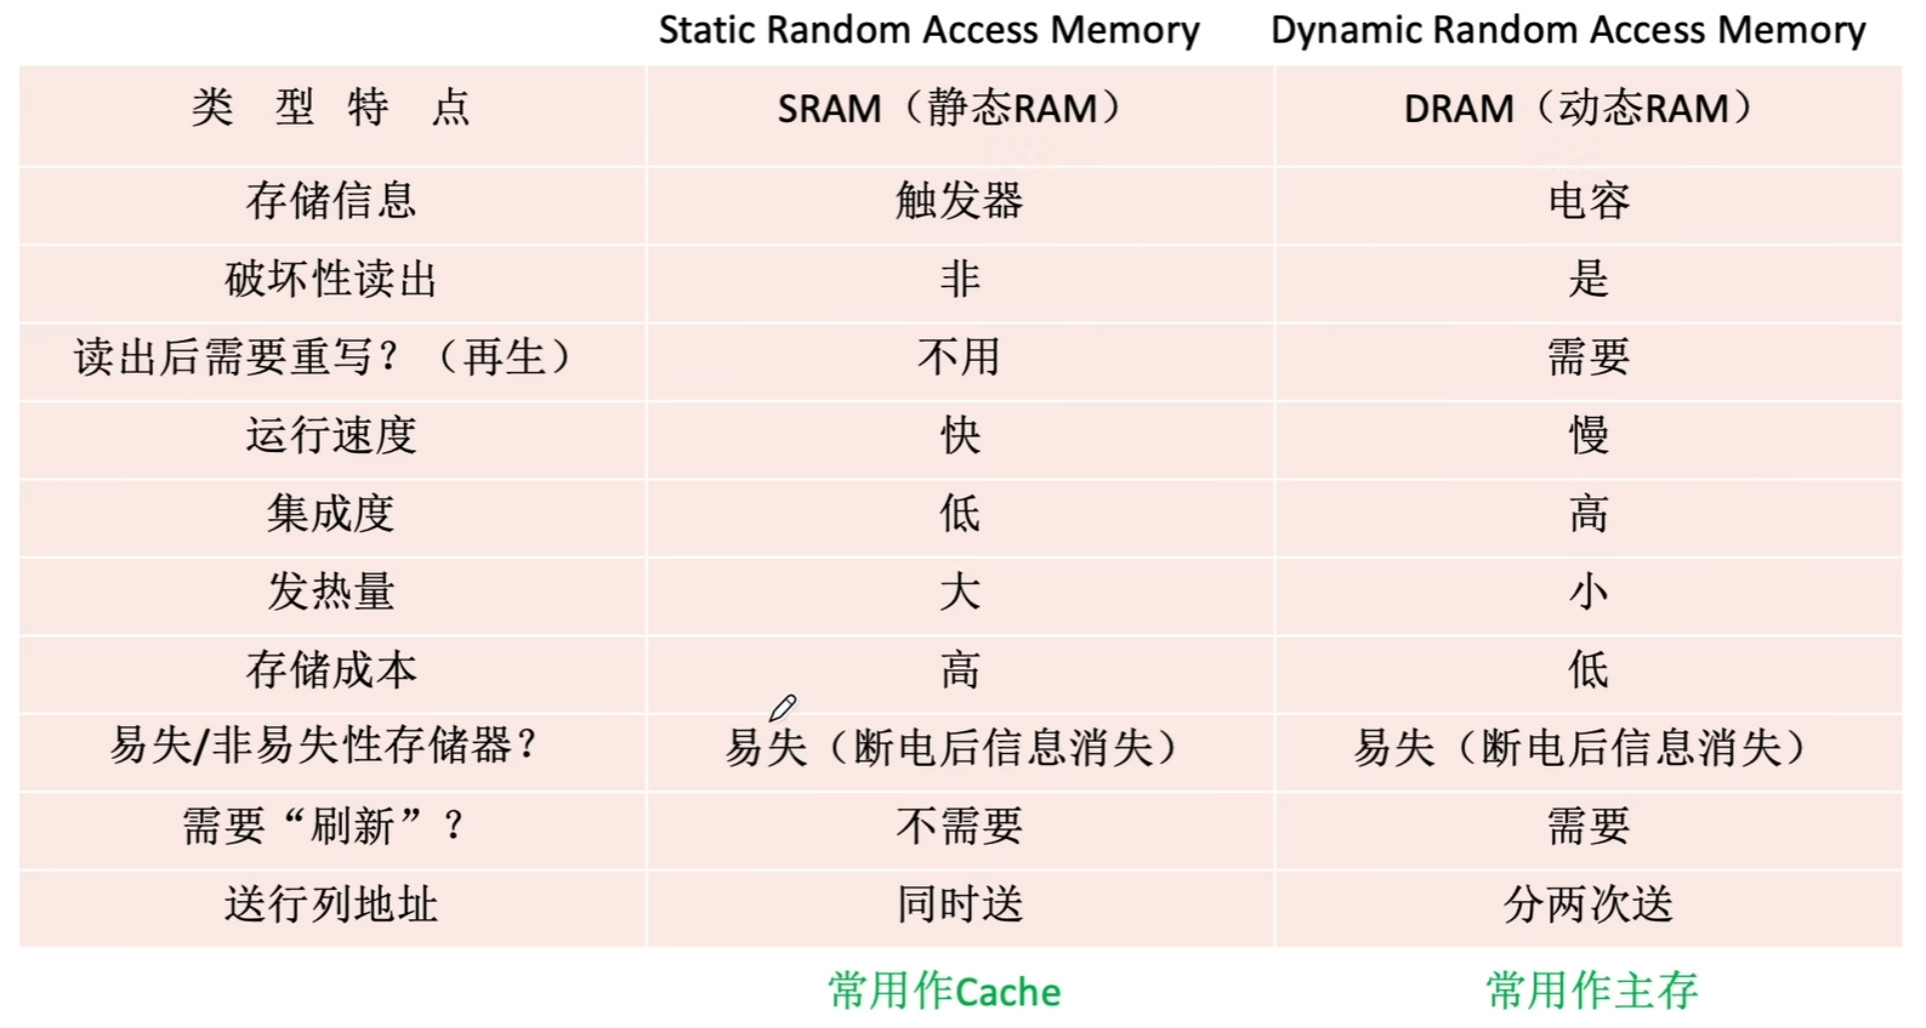 Static Random Access Memory Dynamic Random Access Memory
类 型 特 点 SRAM（静态RAM） DRAM（动态RAM）
存储信息 触发器 电容
破坏性读出 非 是
读出后需要重写？（再生） 不用 需要
运行速度 快 慢
集成度 低 高
发热量 大 小
存储成本 高 低
易失/非易失性存储器？ 易失（断电后信息消失） 易失（断电后信息消失）
需要“刷新”？ 不需要 需要
送行列地址 同时送 分两次送
常用作Cache 常用作主存